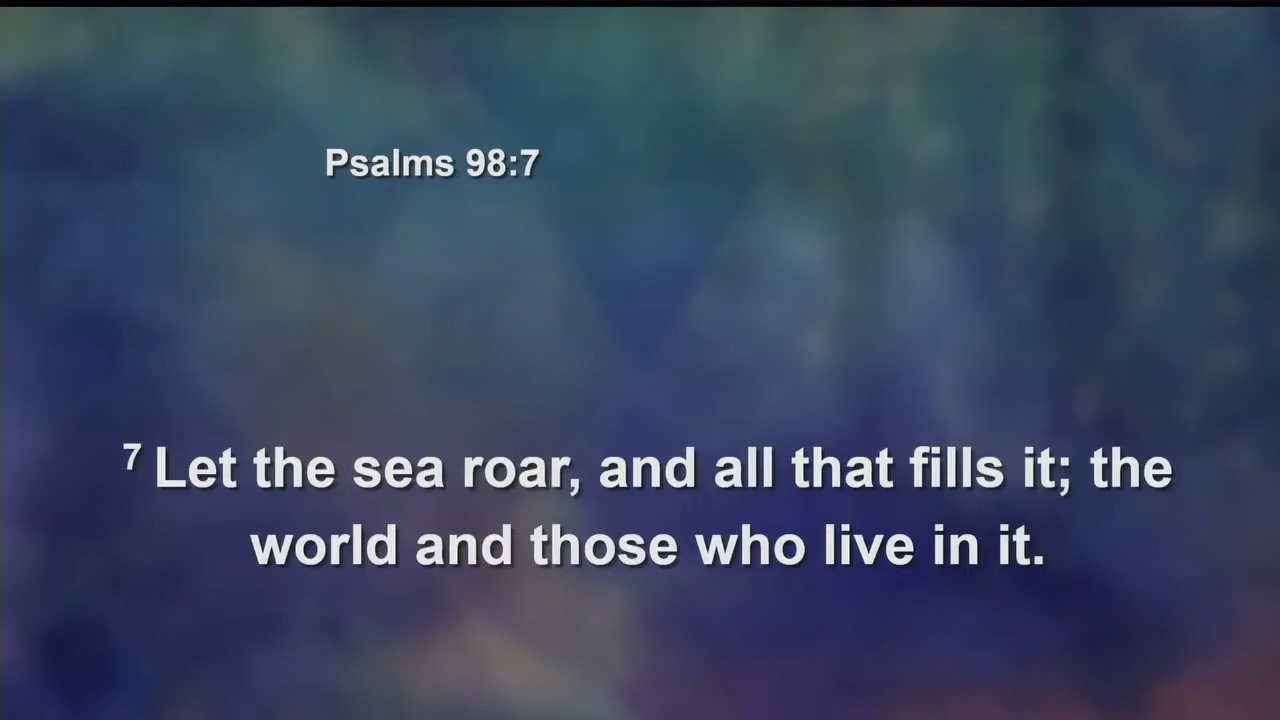 Psalms 98:7
7 Let the sea roar, and all that fills it; the
world and those who live in it.